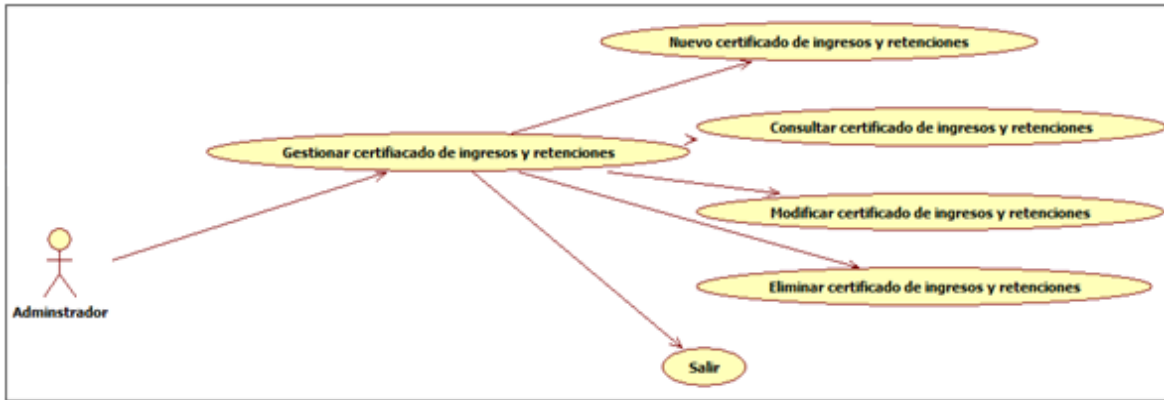 Nuevo certificado de ingresos y retenciones
Consultar certificado de ingresos y retenciones
Gestionar certifiacado de ingresos y retenciones
Modificar certificado de ingresos y retenciones
Eliminar certificado de ingresos y retenciones
Adminstrador
Salir